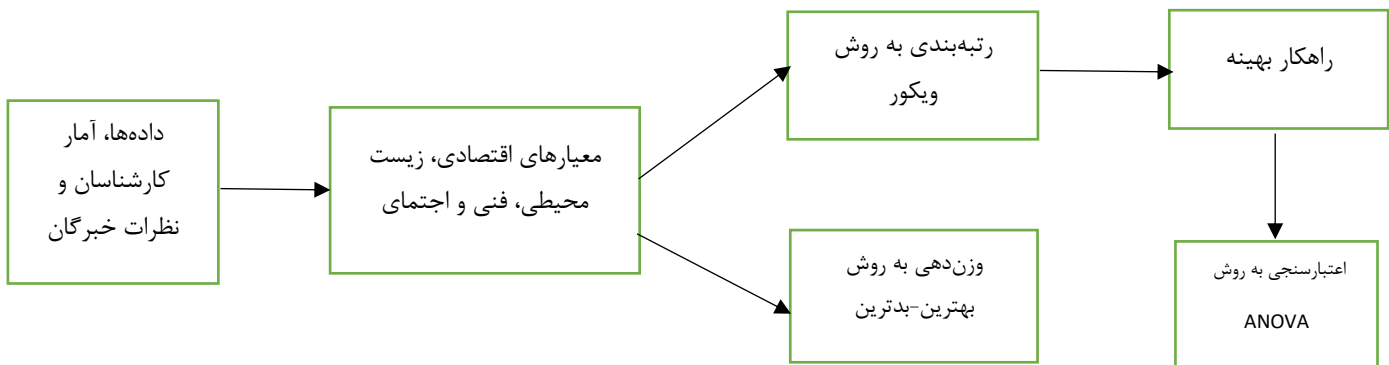 داده‌ها، آمار
کارشناسان و
نظرات خبرگان
معیارهای اقتصادی، زیست
محیطی، فنی و اجتمای
رتبه‌بندی به روش
ویکور
وزن‌دهی به روش
بهترین-بدترین
راهکار بهینه
اعتبارسنجی به روش
ANOVA